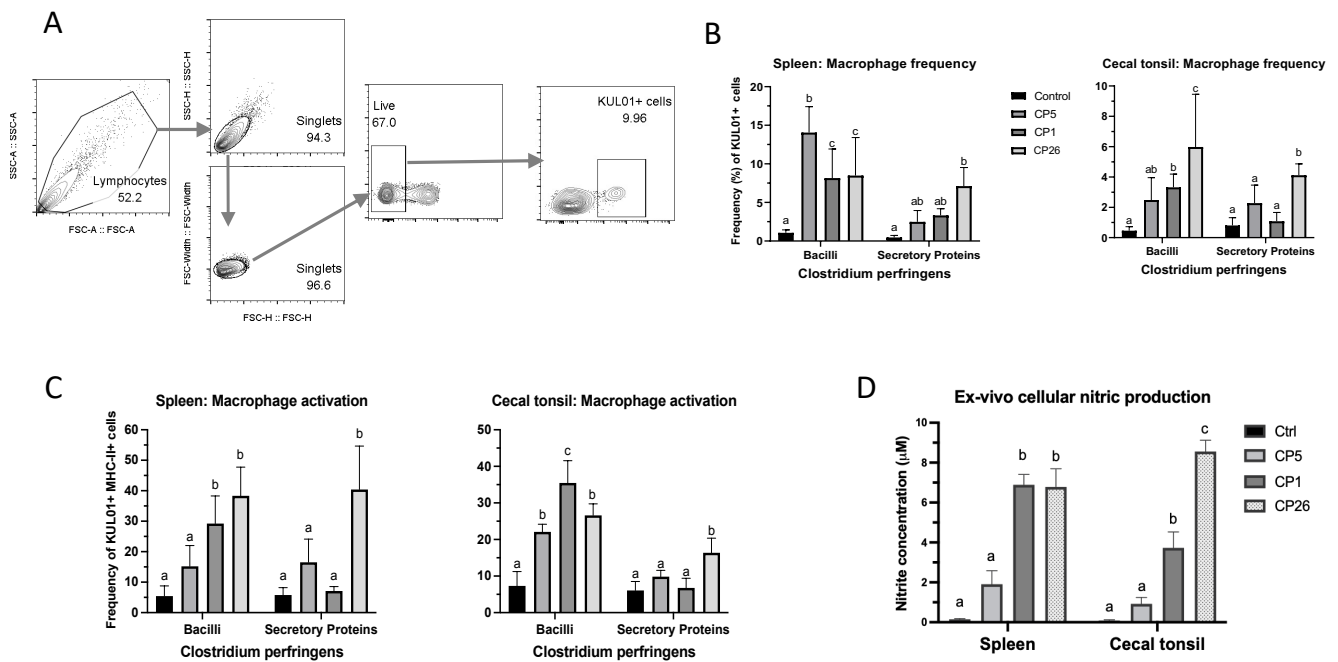 A
SSC-A :: SSC-A
Lymphocytes
52.2
FSC-A :: FSC-A
SSC-H :: SSC-H
Singlets
94.3
FSC-Width :: FSC-Width
Singlets
96.6
FSC-H :: FSC-H
Live
67.0
KUL01+ cells
9.96
B
Spleen: Macrophage frequency
Frequency (%) of KUL01+ cells
20
15
10
5
0
a
b
c
c
a
ab
ab
b
Bacilli
Secretory Proteins
Clostridium perfringens
Control
CP5
CP1
CP26
Cecal tonsil: Macrophage frequency
10
8
6
4
2
0
a
ab
b
c
a
a
a
b
Bacilli
Secretory Proteins
Clostridium perfringens
C
Spleen: Macrophage activation
Frequency of KUL01+ MHC-II+ cells
60
50
40
30
20
10
0
a
a
b
b
a
a
a
b
Bacilli
Secretory Proteins
Clostridium perfringens
Cecal tonsil: Macrophage activation
50
40
30
20
10
0
a
b
c
b
a
a
a
b
Bacilli
Secretory Proteins
Clostridium perfringens
D
Ex-vivo cellular nitric production
Nitrite concentration (µM)
10
8
6
4
2
0
a
a
b
b
a
a
b
c
Spleen
Cecal tonsil
Ctrl
CP5
CP1
CP26